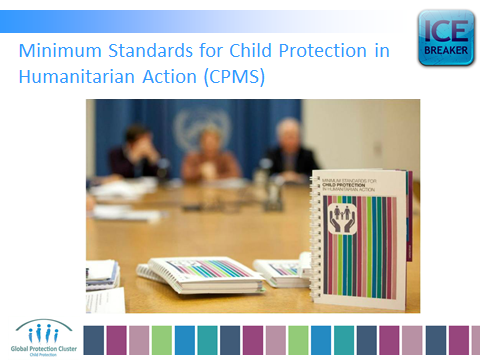 Minimum Standards for Child Protection in
Humanitarian Action (CPMS)
ICE
BREAKER
MINIMUM STANDARDS FOR
CHILD PROTECTION
IN HUMANITARIAN ACTION
Global Protection Cluster
Child Protection